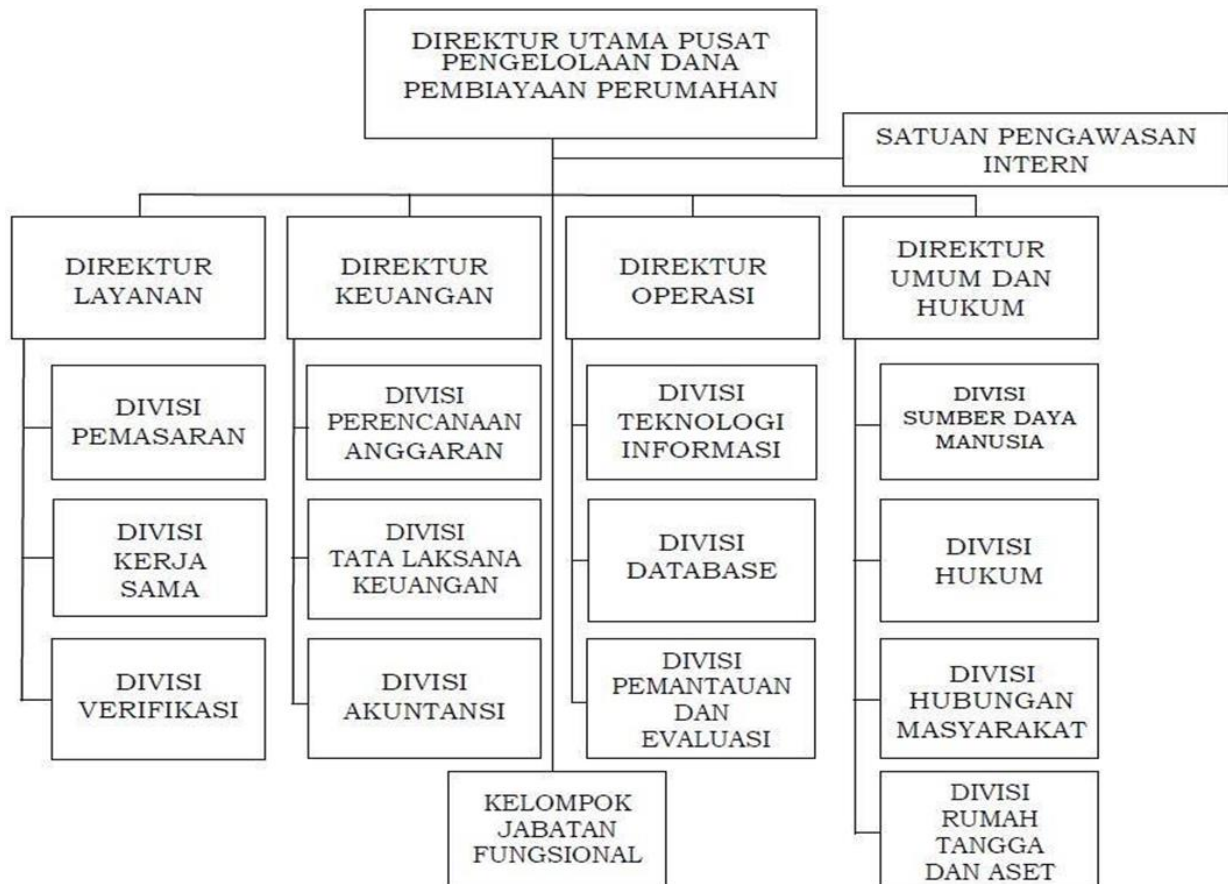 DIREKTUR UTAMA PUSAT
PENGELOLAAN DANA
PEMBIAYAAN PERUMAHAN
SATUAN PENGAWASAN
INTERN
DIREKTUR
LAYANAN
DIREKTUR
KEUANGAN
DIREKTUR
OPERASI
DIREKTUR
UMUM DAN
HUKUM
DIVISI
PEMASARAN
DIVISI
PERENCANAAN
ANGGARAN
DIVISI
TEKNOLOGI
INFORMASI
DIVISI
SUMBER DAYA
MANUSIA
DIVISI
KERJA
SAMA
DIVISI
TATA LAKSANA
KEUANGAN
DIVISI
DATABASE
DIVISI
HUKUM
DIVISI
VERIFIKASI
DIVISI
AKUNTANSI
DIVISI
PEMANTAUAN
DAN
EVALUASI
DIVISI
HUBUNGAN
MASYARAKAT
KELOMPOK
JABATAN
FUNGSIONAL
DIVISI
RUMAH
TANGGA
DAN ASET